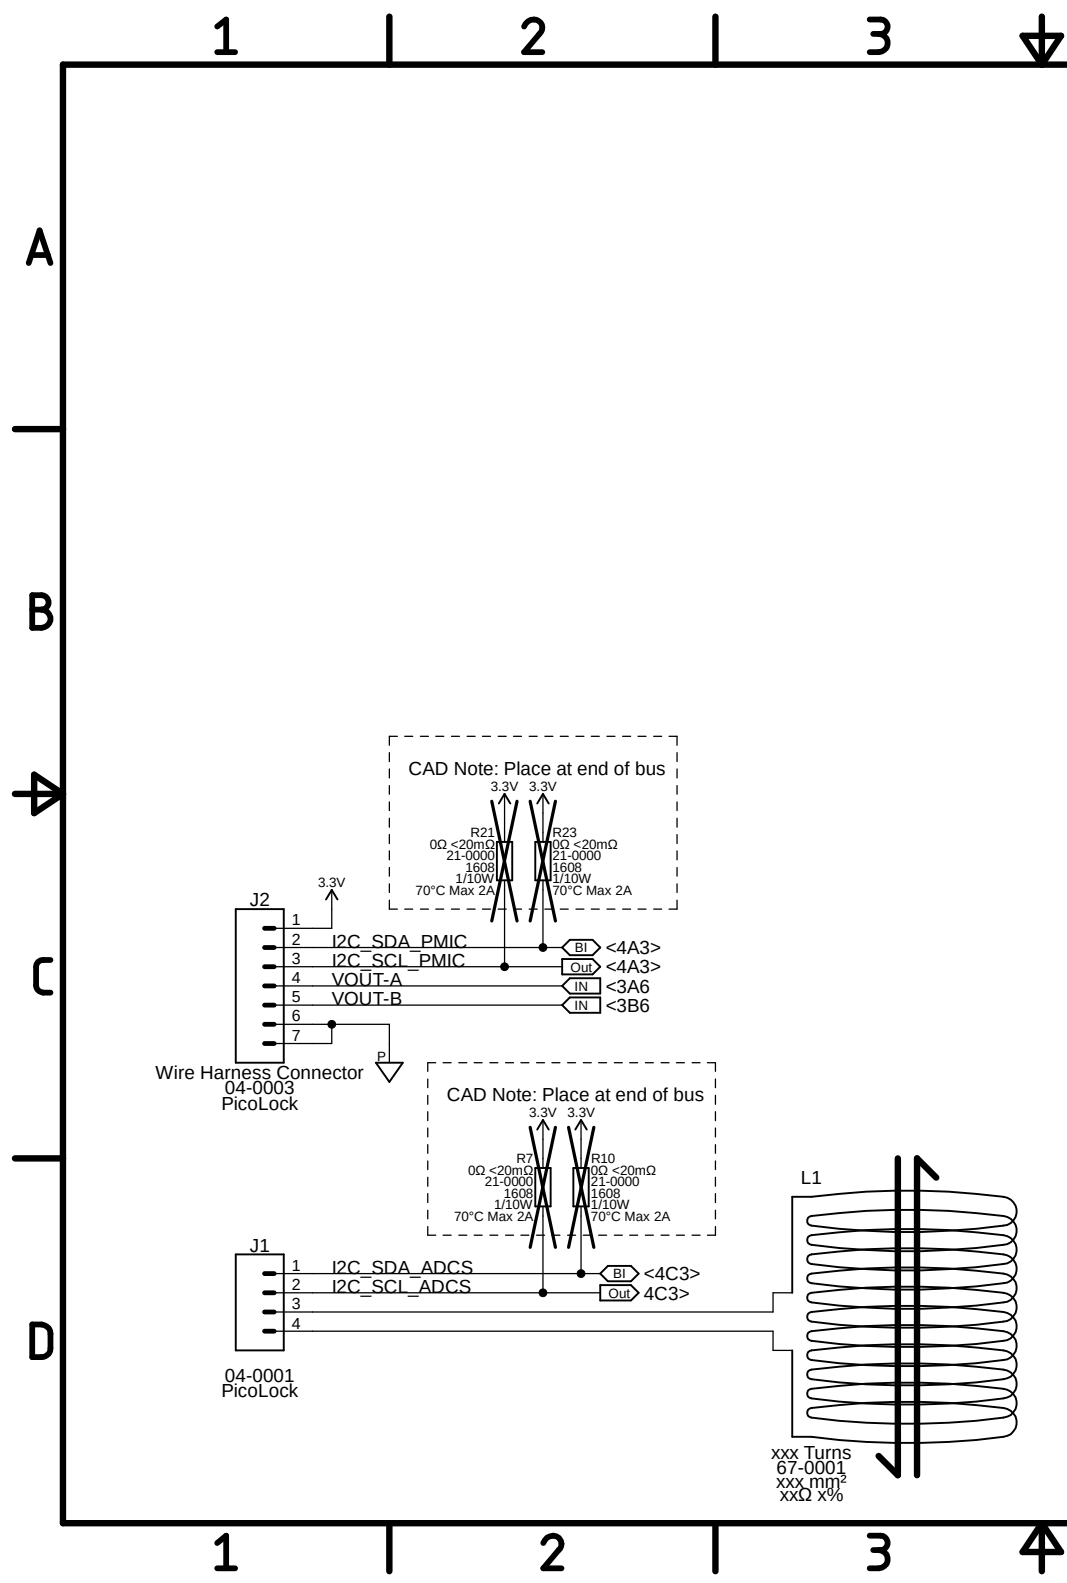 1 2 3
A
B
CAD Note: Place at end of bus
3.3V 3.3V
R21 R23
0Ω <20mΩ 0Ω <20mΩ
21-0000 21-0000
1608 1608
1/10W 1/10W
70°C Max 2A 70°C Max 2A
3.3V
J2
1
2 I2C_SDA_PMIC BI <4A3>
3 I2C_SCL_PMIC Out <4A3>
C
4 VOUT-A IN <3A6
5 VOUT-B IN <3B6
6
7
P
Wire Harness Connector
04-0003
PicoLock
CAD Note: Place at end of bus
3.3V 3.3V
R7 R10
0Ω <20mΩ 0Ω <20mΩ
21-0000 21-0000
1608 1608
1/10W 1/10W
70°C Max 2A 70°C Max 2A
L1
J1
1 I2C_SDA_ADCS BI <4C3>
2 I2C_SCL_ADCS Out 4C3>
3
4
D
04-0001
PicoLock
xxx Turns
67-0001
xxx mm²
xxΩ x%
1 2 3